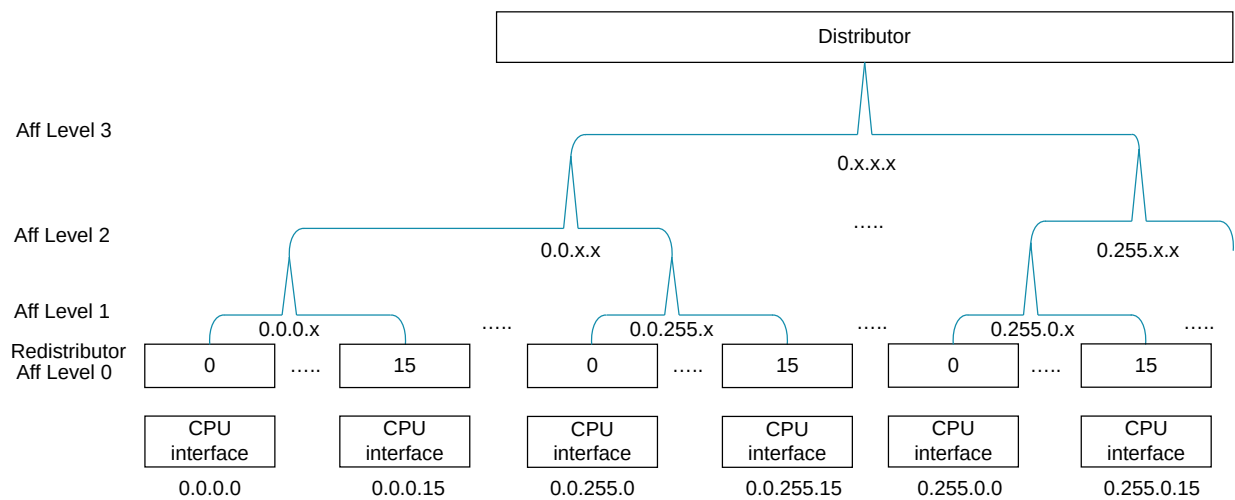 Distributor
Aff Level 3
0.x.x.x
Aff Level 2
0.0.x.x
.....
0.255.x.x
Aff Level 1
0.0.0.x
.....
0.0.255.x
.....
0.255.0.x
.....
Redistributor
Aff Level 0
0
.....
15
0
.....
15
0
.....
15
CPU
interface
CPU
interface
CPU
interface
CPU
interface
CPU
interface
CPU
interface
0.0.0.0
0.0.0.15
0.0.255.0
0.0.255.15
0.255.0.0
0.255.0.15